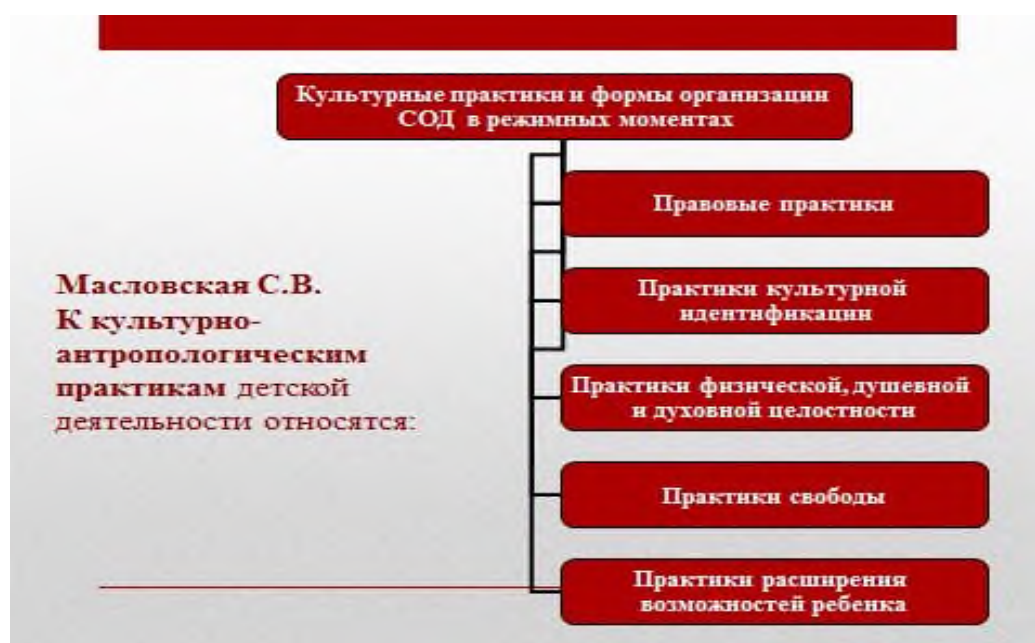 Культурные практики и формы организации
СОД в режимных моментах
Масловская С.В.
К культурно-
антропологическим
практикам детской
деятельности относятся:
Правовые практики
Практики культурной
идентификации
Практики физической, душевной
и духовной целостности
Практики свободы
Практики расширения
возможностей ребенка